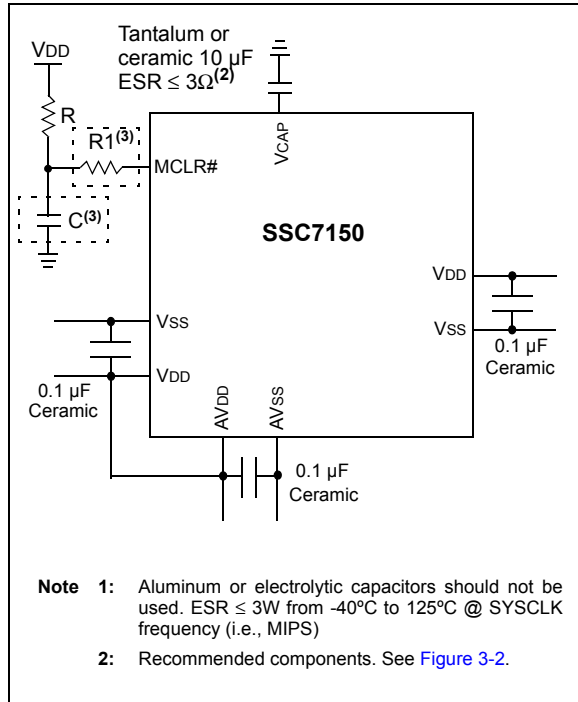 Tantalum or
ceramic 10 µF
ESR ≤ 3Ω(2)
VDD
R
R1(3)
MCLR#
C(3)
VCAP
SSC7150
VDD
VSS
0.1 µF
Ceramic
VSS
VDD
0.1 µF
Ceramic
AVDD
AVSS
0.1 µF
Ceramic
Note 1: Aluminum or electrolytic capacitors should not be
used. ESR ≤ 3W from -40ºC to 125ºC @ SYSCLK
frequency (i.e., MIPS)
2: Recommended components. See Figure 3-2.